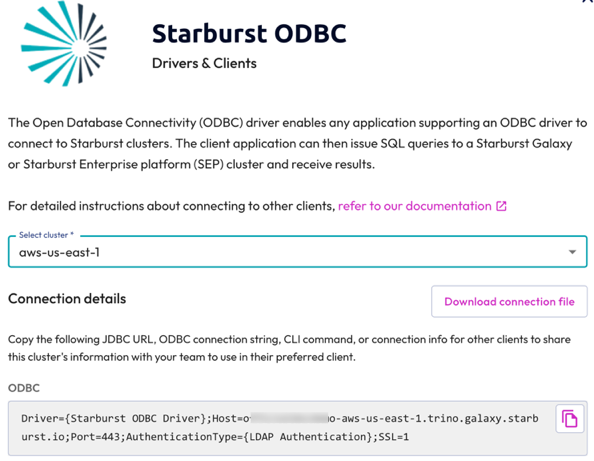 Starburst ODBC
Drivers & Clients
The Open Database Connectivity (ODBC) driver enables any application supporting an ODBC driver to
connect to Starburst clusters. The client application can then issue SQL queries to a Starburst Galaxy
or Starburst Enterprise platform (SEP) cluster and receive results.
For detailed instructions about connecting to other clients, refer to our documentation
Select cluster *
aws-us-east-1
Connection details
Download connection file
Copy the following JDBC URL, ODBC connection string, CLI command, or connection info for other clients to share
this cluster's information with your team to use in their preferred client.
ODBC
Driver={Starburst ODBC Driver};Host=o o-aws-us-east-1.trino.galaxy.starb
urst.io;Port=443;AuthenticationType={LDAP Authentication};SSL=1